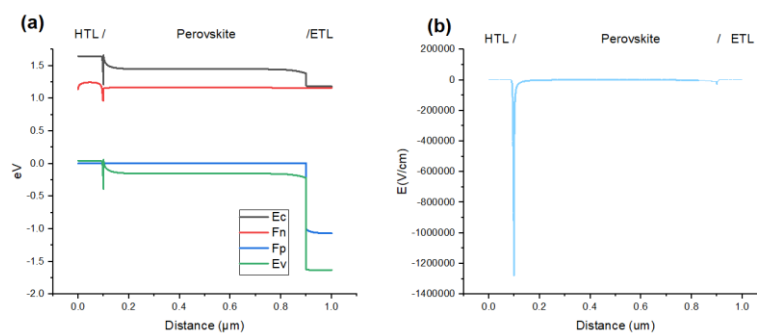 (a)
HTL /
Perovskite
/ETL
1.5
1.0
0.5
0.0
-0.5
-1.0
-1.5
-2.0
eV
Ec
Fn
Fp
Ev
0.0
0.2
0.4
0.6
0.8
1.0
Distance (µm)
(b)
HTL /
Perovskite
/ ETL
200000
0
-200000
-400000
-600000
-800000
-1000000
-1200000
-1400000
E(V/cm)
0.0
0.2
0.4
0.6
0.8
1.0
Distance (um)